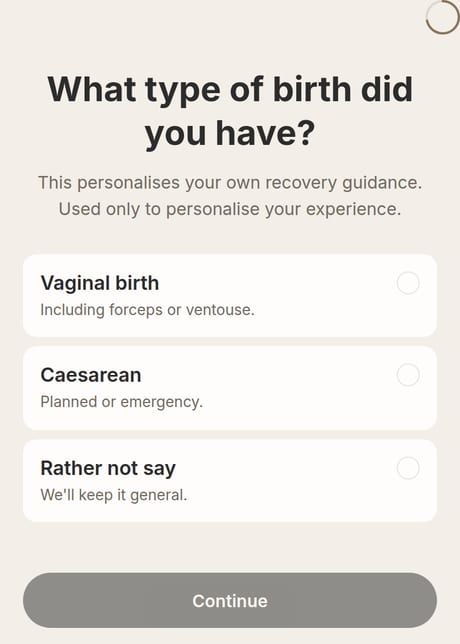 What type of birth did
you have?
This personalises your own recovery guidance.
Used only to personalise your experience.
Vaginal birth
Including forceps or ventouse.
Caesarean
Planned or emergency.
Rather not say
We'll keep it general.
Continue